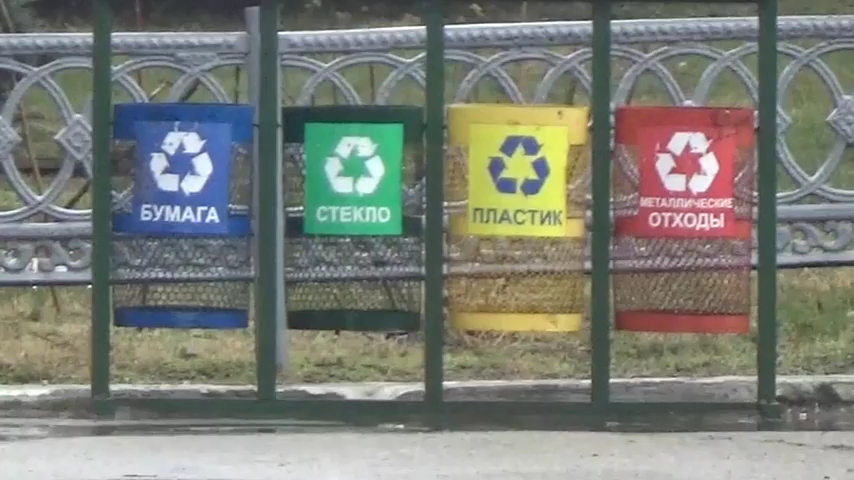 БУМАГА
СТЕКЛО
ПЛАСТИК
МЕТАЛЛИЧЕСКИЕ
ОТХОДЫ